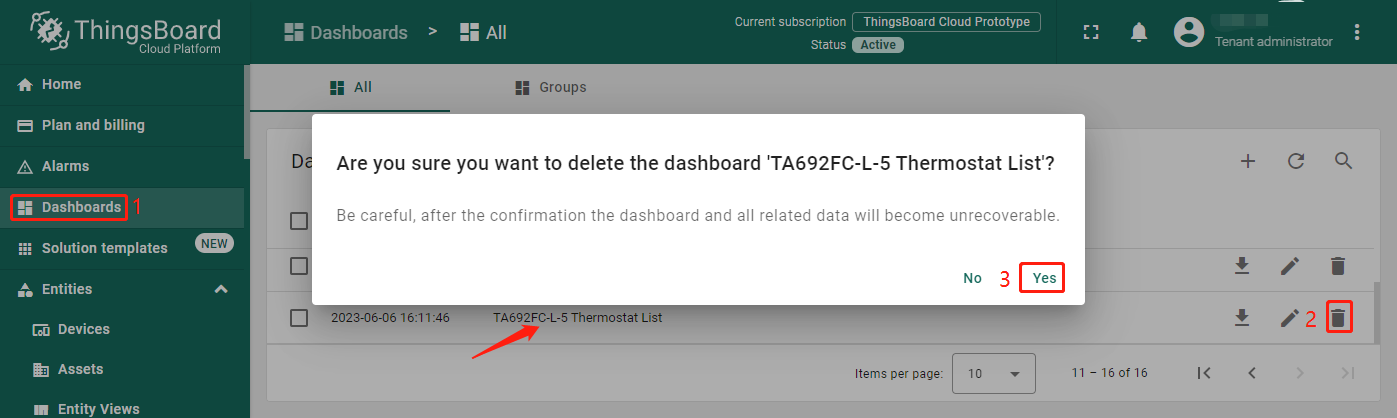 ThingsBoard
Cloud Platform
Dashboards > All
Current subscription ThingsBoard Cloud Prototype
Status Active
Tenant administrator
Home
Plan and billing
Alarms
Dashboards 1
Solution templates NEW
Entities
Devices
Assets
Entity Views
All Groups
Da
Are you sure you want to delete the dashboard 'TA692FC-L-5 Thermostat List'?
Be careful, after the confirmation the dashboard and all related data will become unrecoverable.
No 3 Yes
2023-06-06 16:11:46 TA692FC-L-5 Thermostat List 2
Items per page: 10 11 – 16 of 16